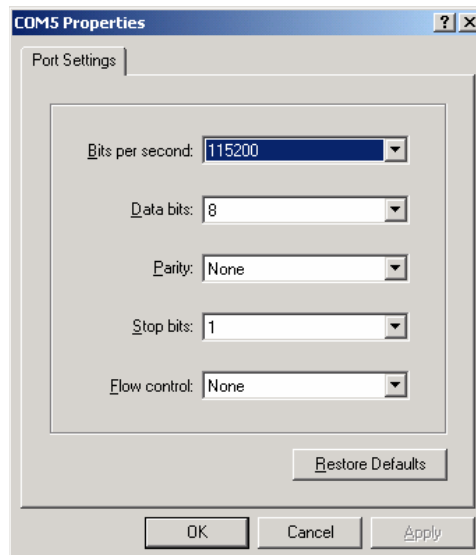 COM5 Properties
Port Settings
Bits per second: 115200
Data bits: 8
Parity: None
Stop bits: 1
Flow control: None
Restore Defaults
OK Cancel Apply